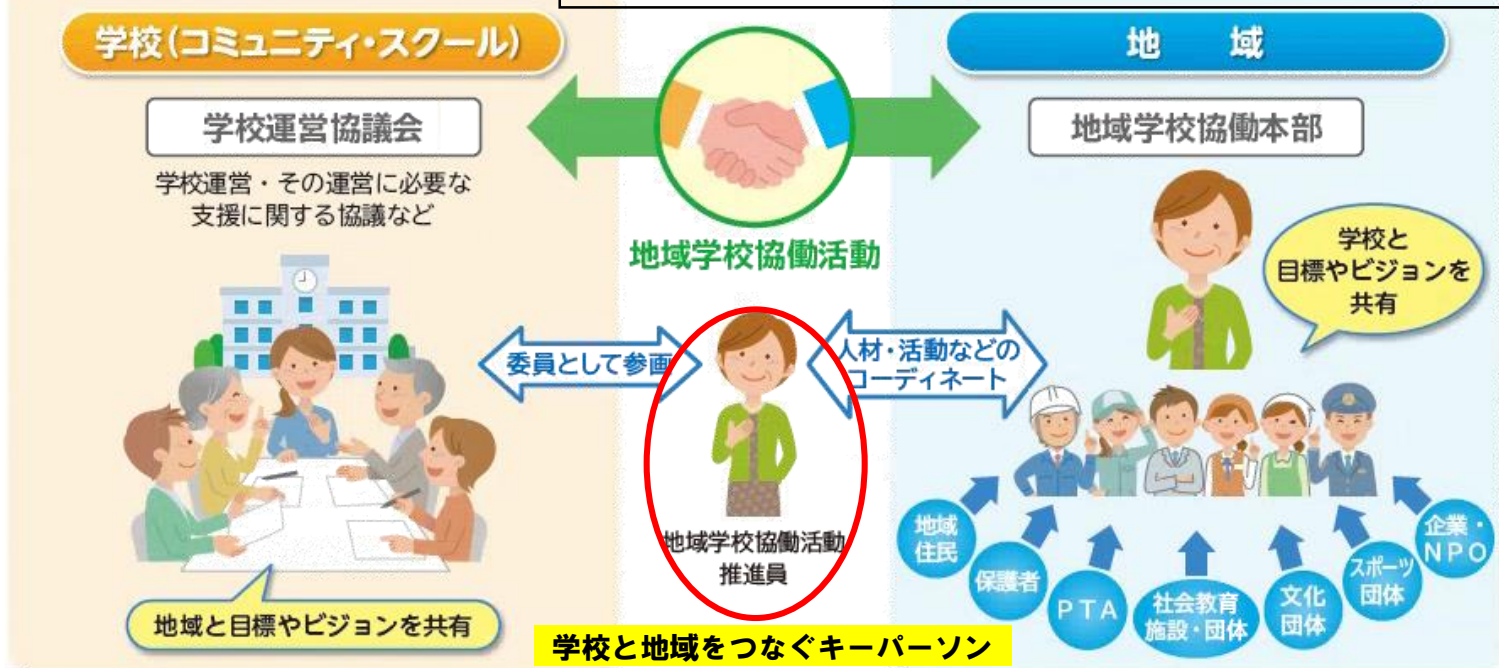 学校(コミュニティ・スクール)
学校運営協議会
学校運営・その運営に必要な
支援に関する協議など
地域と目標やビジョンを共有
地域学校協働活動
委員として参画
人材・活動などの
コーディネート
地域学校協働活動
推進員
学校と地域をつなぐキーパーソン
地 域
地域学校協働本部
学校と
目標やビジョンを
共有
地域
住民
保護者
PTA
社会教育
施設・団体
文化
団体
スポーツ
団体
企業・
NPO